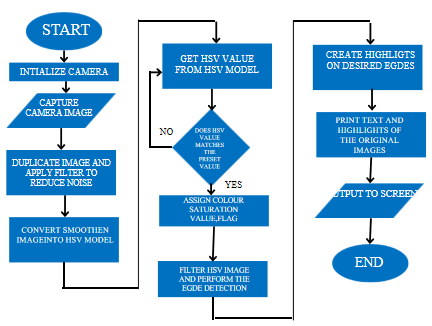 START
INTIALIZE CAMERA
CAPTURE
CAMERA IMAGE
DUPLICATE IMAGE AND
APPLY FILTER TO
REDUCE NOISE
CONVERT SMOOTHEN
IMAGEINTO HSV MODEL
GET HSV VALUE
FROM HSV MODEL
NO
DOES HSV
VALUE
MATCHES
THE
PRESET
VALUE
YES
ASSIGN COLOUR
SATURATION
VALUE,FLAG
FILTER HSV IMAGE
AND PERFORM THE
EGDE DETECTION
CREATE HIGHLIGTS
ON DESIRED EGDES
PRINT TEXT AND
HIGHLIGHTS OF
THE ORIGINAL
IMAGES
UTPUT TO SCREEN
END